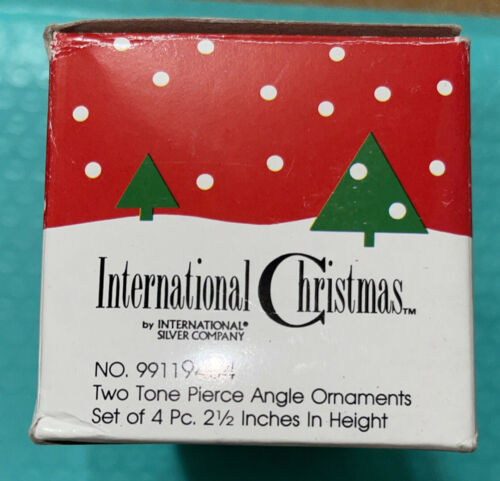 International Christmas™
by INTERNATIONAL®
SILVER COMPANY
NO.
Two Tone Pierce Angle Ornaments
Set of 4 Pc. 2½ Inches In Height